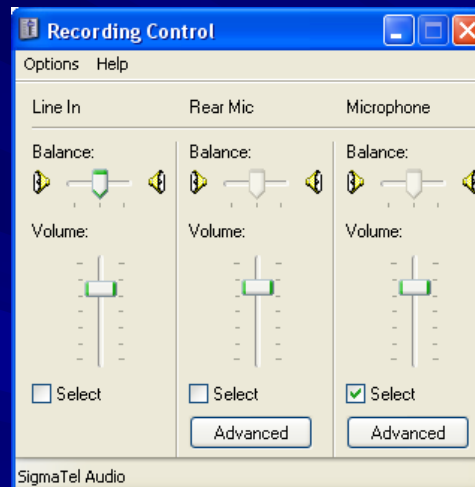 Recording Control
Options Help
Line In Rear Mic Microphone
Balance: Balance: Balance:
Volume: Volume: Volume:
Select Select Select
Advanced Advanced
SigmaTel Audio